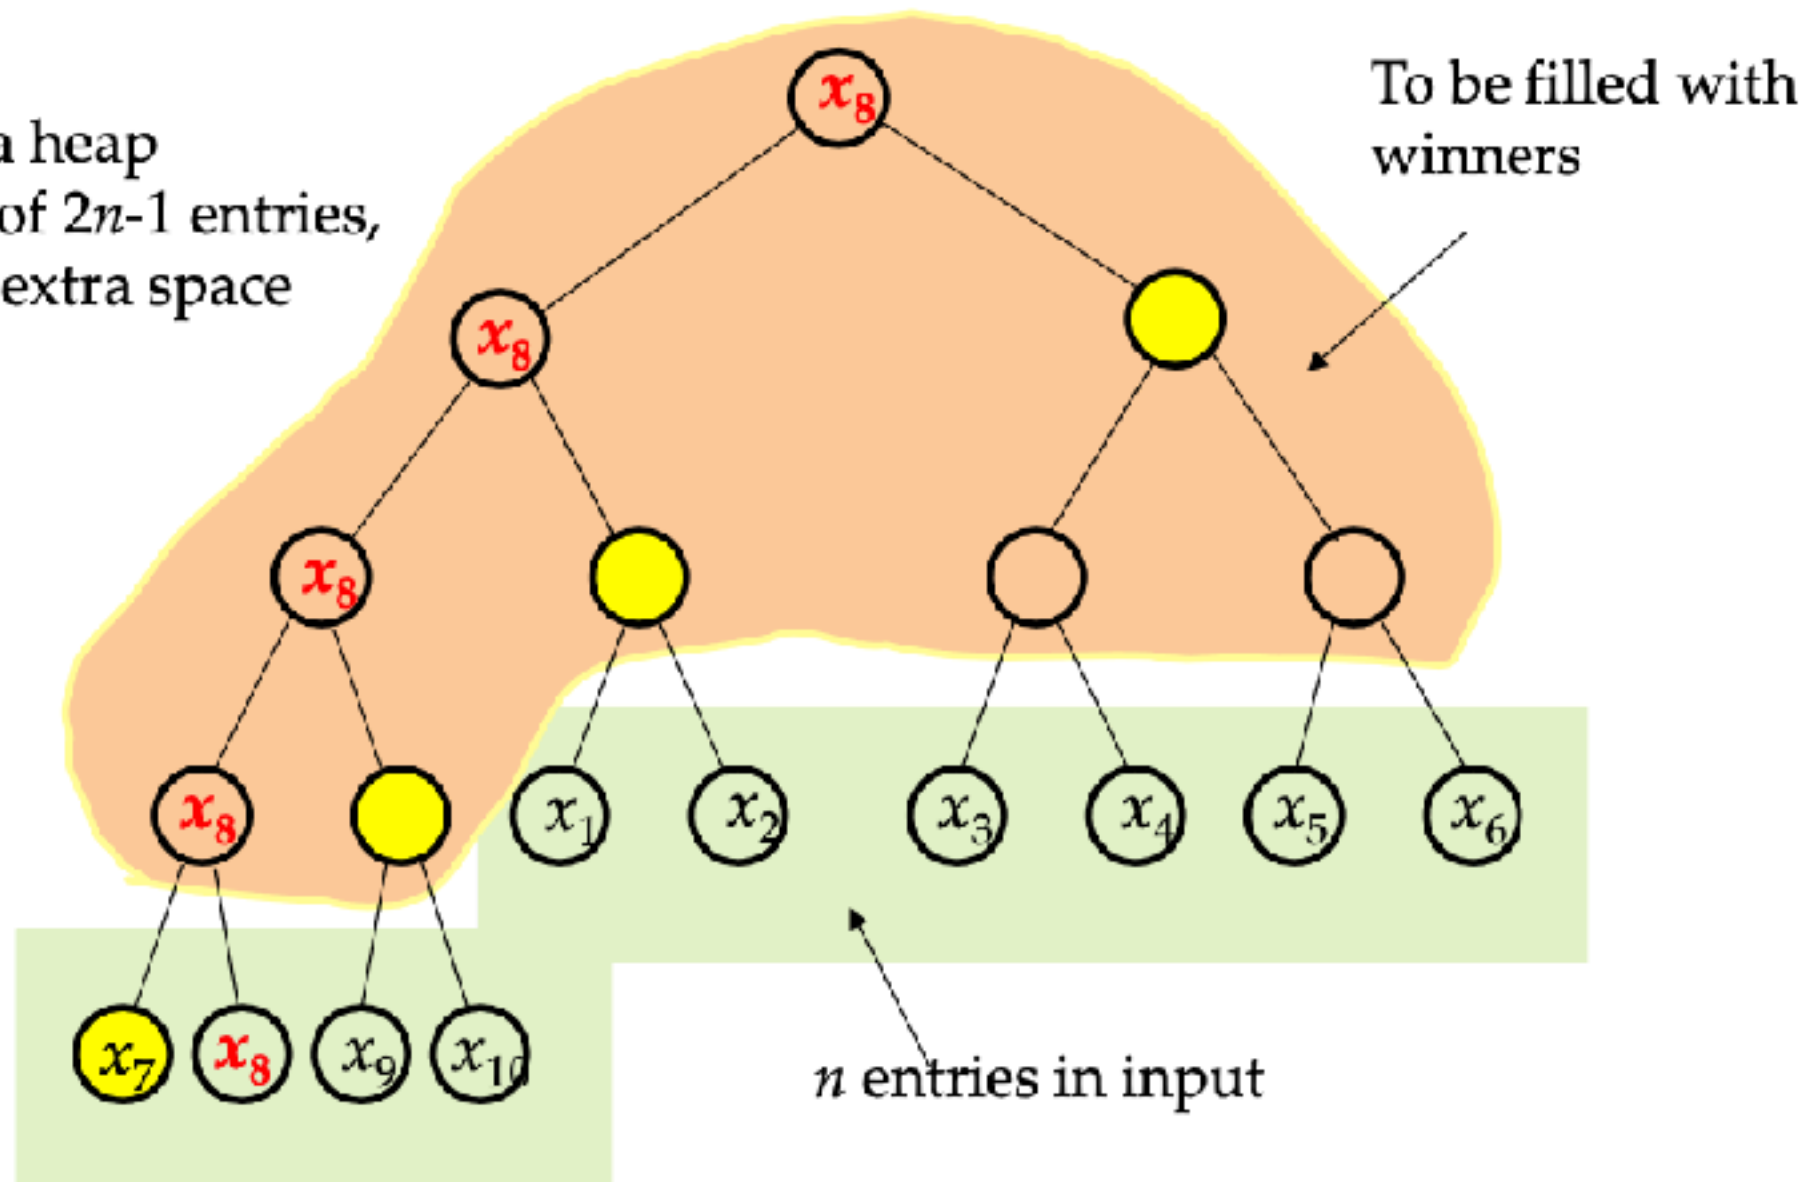 a heap
of 2n-1 entries,
extra space
To be filled with
winners
x₈
x₈
x₈
x₈
x₁
x₂
x₃
x₄
x₅
x₆
x₇
x₈
x₉
x₁₀
n entries in input